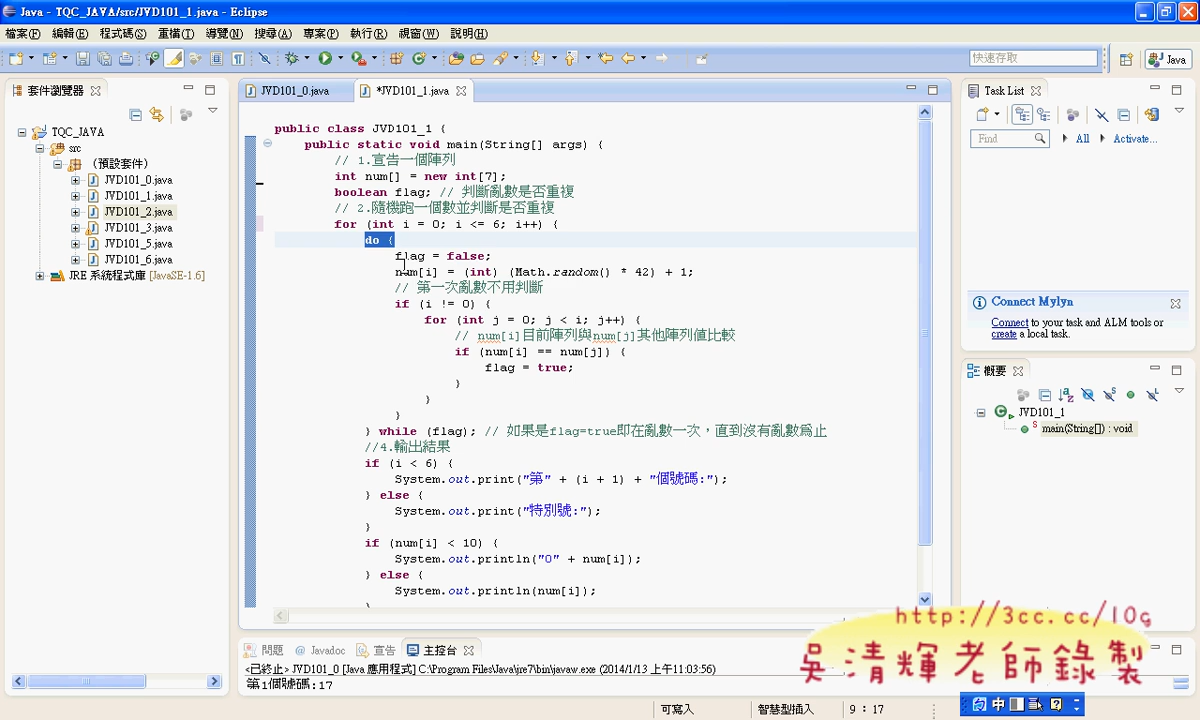 Java - TQC_JAVA/src/JVD101_1.java - Eclipse
檔案(F) 編輯(E) 程式碼(S) 重構(T) 導覽(N) 搜尋(A) 專案(P) 執行(R) 視窗(W) 說明(H)
快速存取
Java
套件瀏覽器
TQC_JAVA
src
(預設套件)
JVD101_0.java
JVD101_1.java
JVD101_2.java
JVD101_3.java
JVD101_5.java
JVD101_6.java
JRE 系統程式庫 [JavaSE-1.6]
JVD101_0.java
*JVD101_1.java
public class JVD101_1 {
public static void main(String[] args) {
// 1.宣告一個陣列
int num[] = new int[7];
boolean flag; // 判斷亂數是否重複
// 2.隨機跑一個數並判斷是否重複
for (int i = 0; i <= 6; i++) {
do {
flag = false;
num[i] = (int) (Math.random() * 42) + 1;
// 第一次亂數不用判斷
if (i != 0) {
for (int j = 0; j < i; j++) {
// num[i]目前陣列與num[j]其他陣列值比較
if (num[i] == num[j]) {
flag = true;
}
}
}
} while (flag); // 如果是flag=true即在亂數一次，直到沒有亂數為止
//4.輸出結果
if (i < 6) {
System.out.print("第" + (i + 1) + "個號碼:");
} else {
System.out.print("特別號:");
}
if (num[i] < 10) {
System.out.println("0" + num[i]);
} else {
System.out.println(num[i]);
}
Task List
Find
All
Activate...
Connect Mylyn
Connect to your task and ALM tools or
create a local task.
概要
JVD101_1
main(String[]) : void
問題
@ Javadoc
宣告
主控台
<已終止> JVD101_0 [Java 應用程式] C:\Program Files\Java\jre7\bin\javaw.exe (2014/1/13 上午11:03:56)
第1個號碼:17
http://3cc.cc/10g
吳清輝老師錄製
可寫入
智慧型插入
9 : 17
中